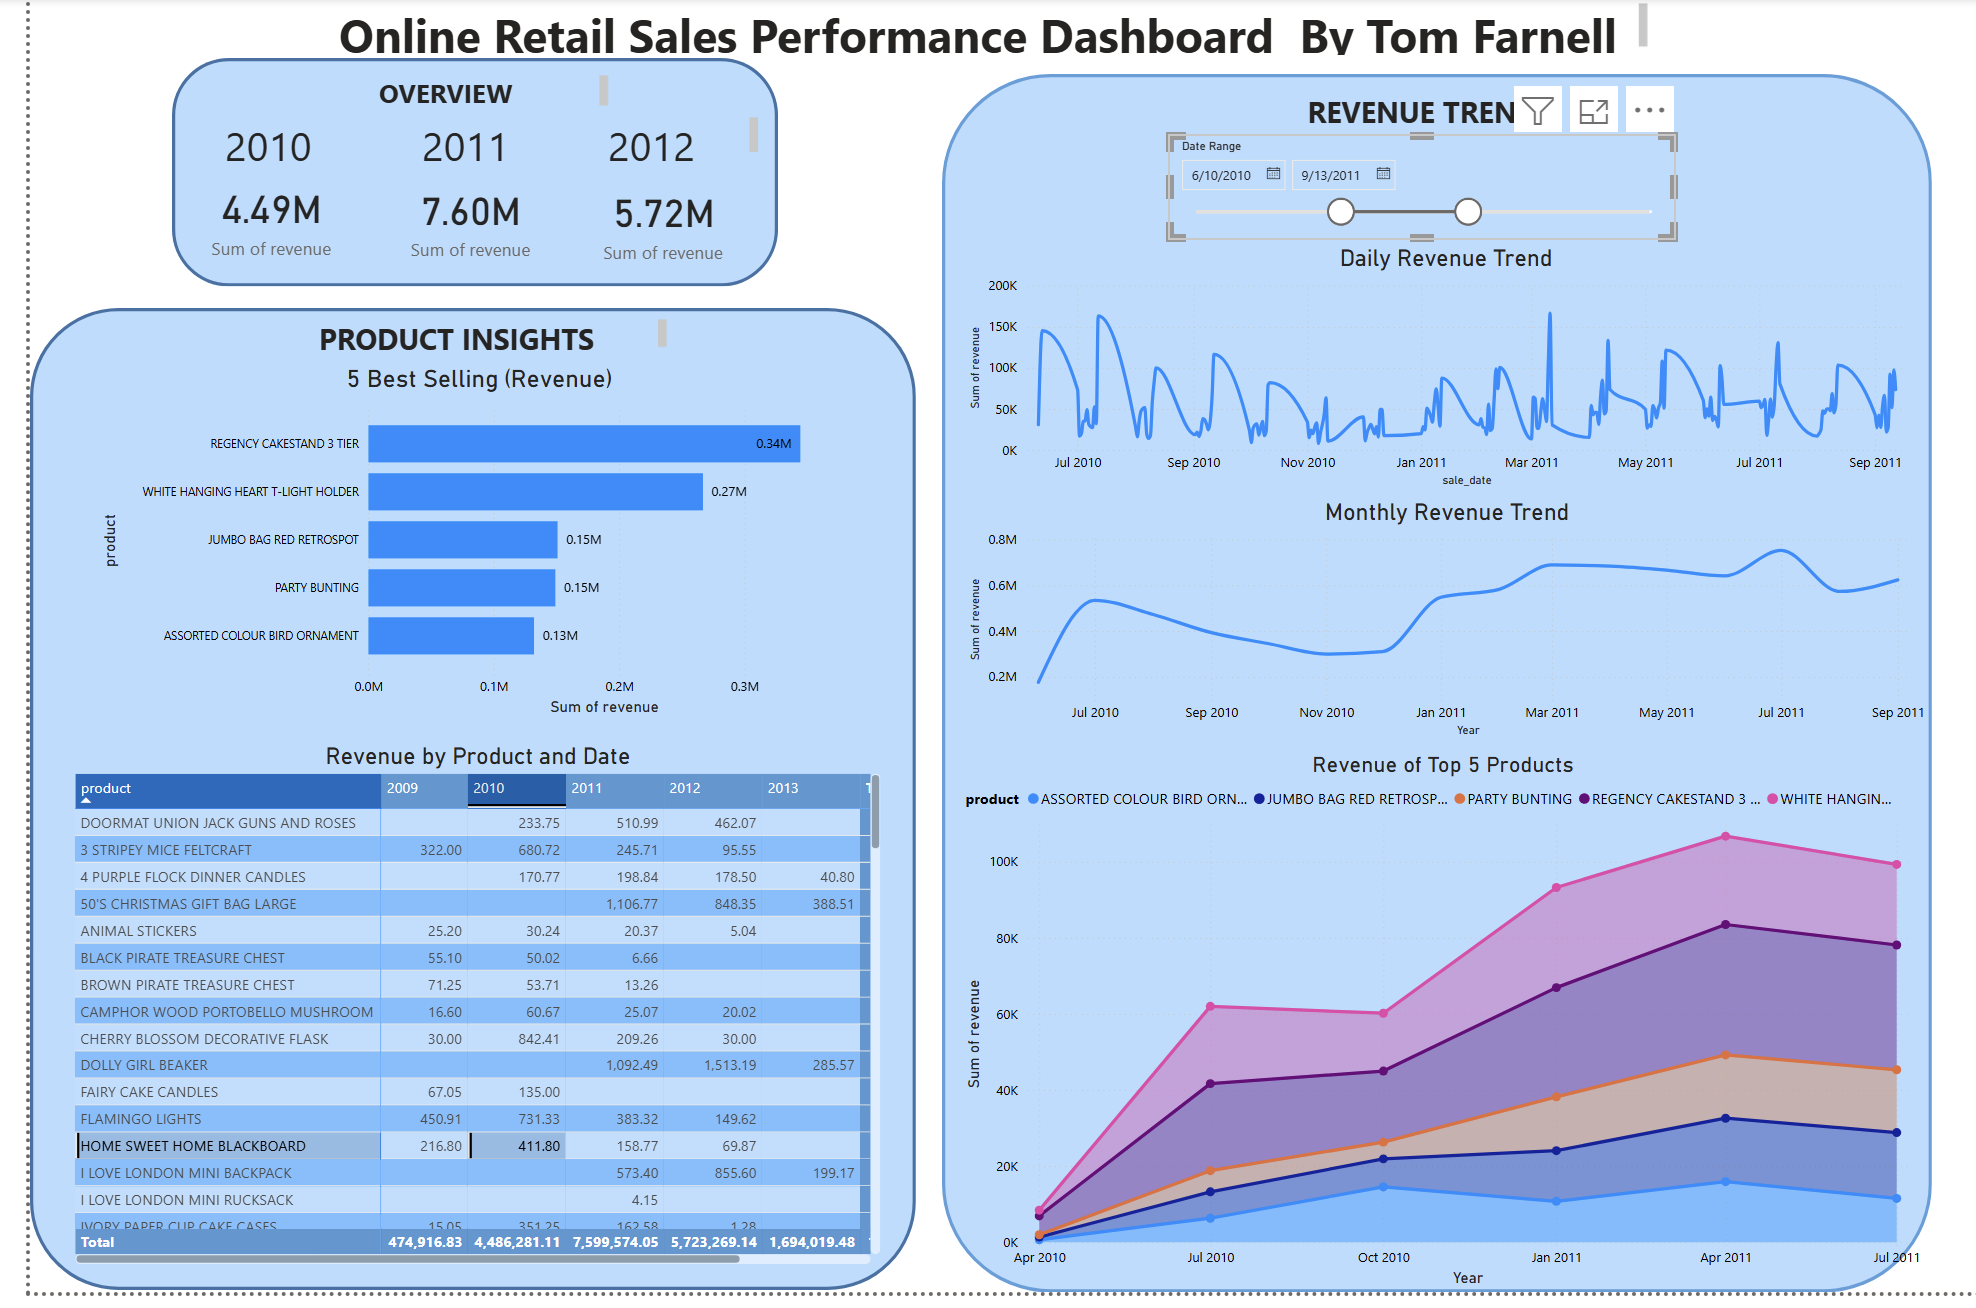 Online Retail Sales Performance Dashboard  By Tom Farnell
OVERVIEW
2010 2011 2012
4.49M 7.60M 5.72M
Sum of revenue Sum of revenue Sum of revenue
PRODUCT INSIGHTS
5 Best Selling (Revenue)
product
REGENCY CAKESTAND 3 TIER 0.34M
WHITE HANGING HEART T-LIGHT HOLDER 0.27M
JUMBO BAG RED RETROSPOT 0.15M
PARTY BUNTING 0.15M
ASSORTED COLOUR BIRD ORNAMENT 0.13M
0.0M 0.1M 0.2M 0.3M
Sum of revenue
Revenue by Product and Date
product 2009 2010 2011 2012 2013
DOORMAT UNION JACK GUNS AND ROSES 233.75 510.99 462.07
3 STRIPEY MICE FELTCRAFT 322.00 680.72 245.71 95.55
4 PURPLE FLOCK DINNER CANDLES 170.77 198.84 178.50 40.80
50'S CHRISTMAS GIFT BAG LARGE 1,106.77 848.35 388.51
ANIMAL STICKERS 25.20 30.24 20.37 5.04
BLACK PIRATE TREASURE CHEST 55.10 50.02 6.66
BROWN PIRATE TREASURE CHEST 71.25 53.71 13.26
CAMPHOR WOOD PORTOBELLO MUSHROOM 16.60 60.67 25.07 20.02
CHERRY BLOSSOM DECORATIVE FLASK 30.00 842.41 209.26 30.00
DOLLY GIRL BEAKER 1,092.49 1,513.19 285.57
FAIRY CAKE CANDLES 67.05 135.00
FLAMINGO LIGHTS 450.91 731.33 383.32 149.62
HOME SWEET HOME BLACKBOARD 216.80 411.80 158.77 69.87
I LOVE LONDON MINI BACKPACK 573.40 855.60 199.17
I LOVE LONDON MINI RUCKSACK 4.15
IVORY PAPER CUP CAKE CASES 15.05 351.25 162.58 1.28
Total 474,916.83 4,486,281.11 7,599,574.05 5,723,269.14 1,694,019.48
REVENUE TREN
Date Range
6/10/2010 9/13/2011
Daily Revenue Trend
Sum of revenue
200K
150K
100K
50K
0K
Jul 2010 Sep 2010 Nov 2010 Jan 2011 Mar 2011 May 2011 Jul 2011 Sep 2011
sale_date
Monthly Revenue Trend
Sum of revenue
0.8M
0.6M
0.4M
0.2M
Jul 2010 Sep 2010 Nov 2010 Jan 2011 Mar 2011 May 2011 Jul 2011 Sep 2011
Year
Revenue of Top 5 Products
product ASSORTED COLOUR BIRD ORN... JUMBO BAG RED RETROSP... PARTY BUNTING REGENCY CAKESTAND 3 ... WHITE HANGIN...
Sum of revenue
100K
80K
60K
40K
20K
0K
Apr 2010 Jul 2010 Oct 2010 Jan 2011 Apr 2011 Jul 2011
Year